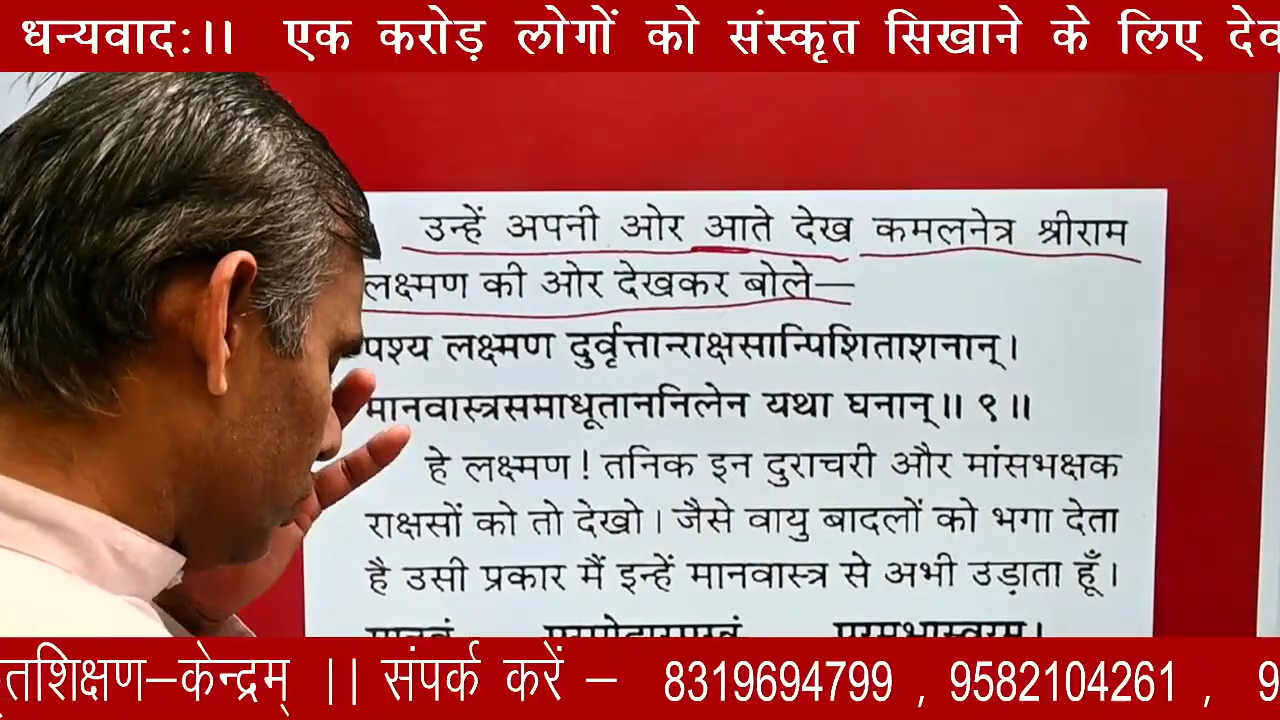 धन्यवादः।। एक करोड़ लोगों को संस्कृत सिखाने के लिए
उन्हें अपनी ओर आते देख कमलनेत्र श्रीराम
लक्ष्मण की ओर देखकर बोले—
पश्य लक्ष्मण दुर्वृत्तान्राक्षसान्पिशिताशनान्।
मानवास्त्रसमाधूताननिलेन यथा घनान्॥ ९॥
हे लक्ष्मण! तनिक इन दुराचरी और मांसभक्षक
राक्षसों को तो देखो। जैसे वायु बादलों को भगा देता
है उसी प्रकार मैं इन्हें मानवास्त्र से अभी उड़ाता हूँ।
तशिक्षण-केन्द्रम् || संपर्क करें - 8319694799 , 9582104261 ,